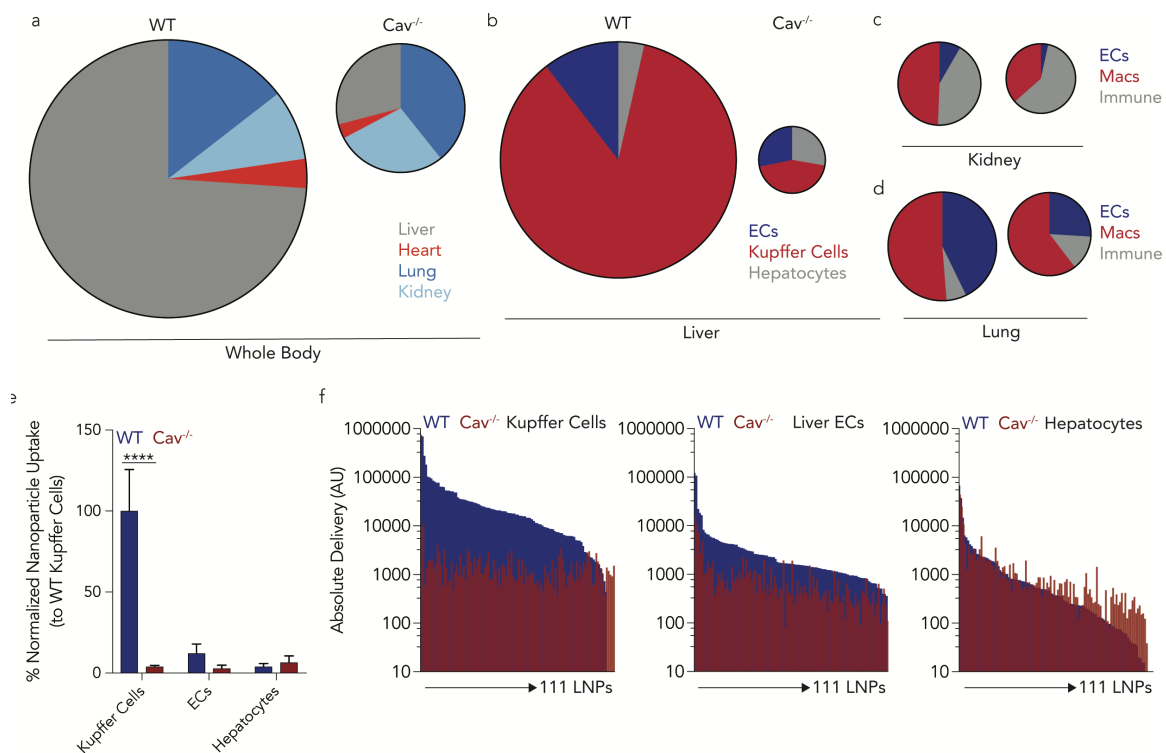 a
WT
Cav-/-
Liver
Heart
Lung
Kidney
Whole Body
b
WT
Cav-/-
ECs
Kupffer Cells
Hepatocytes
Liver
c
ECs
Macs
Immune
Kidney
d
ECs
Macs
Immune
Lung
e
% Normalized Nanoparticle Uptake
(to WT Kupffer Cells)
150
100
50
0
WT Cav-/-
****
Kupffer Cells
ECs
Hepatocytes
f
Absolute Delivery (AU)
WT Cav-/- Kupffer Cells
1000000
100000
10000
1000
100
10
111 LNPs
WT Cav-/- Liver ECs
1000000
100000
10000
1000
100
10
111 LNPs
WT Cav-/- Hepatocytes
1000000
100000
10000
1000
100
10
111 LNPs